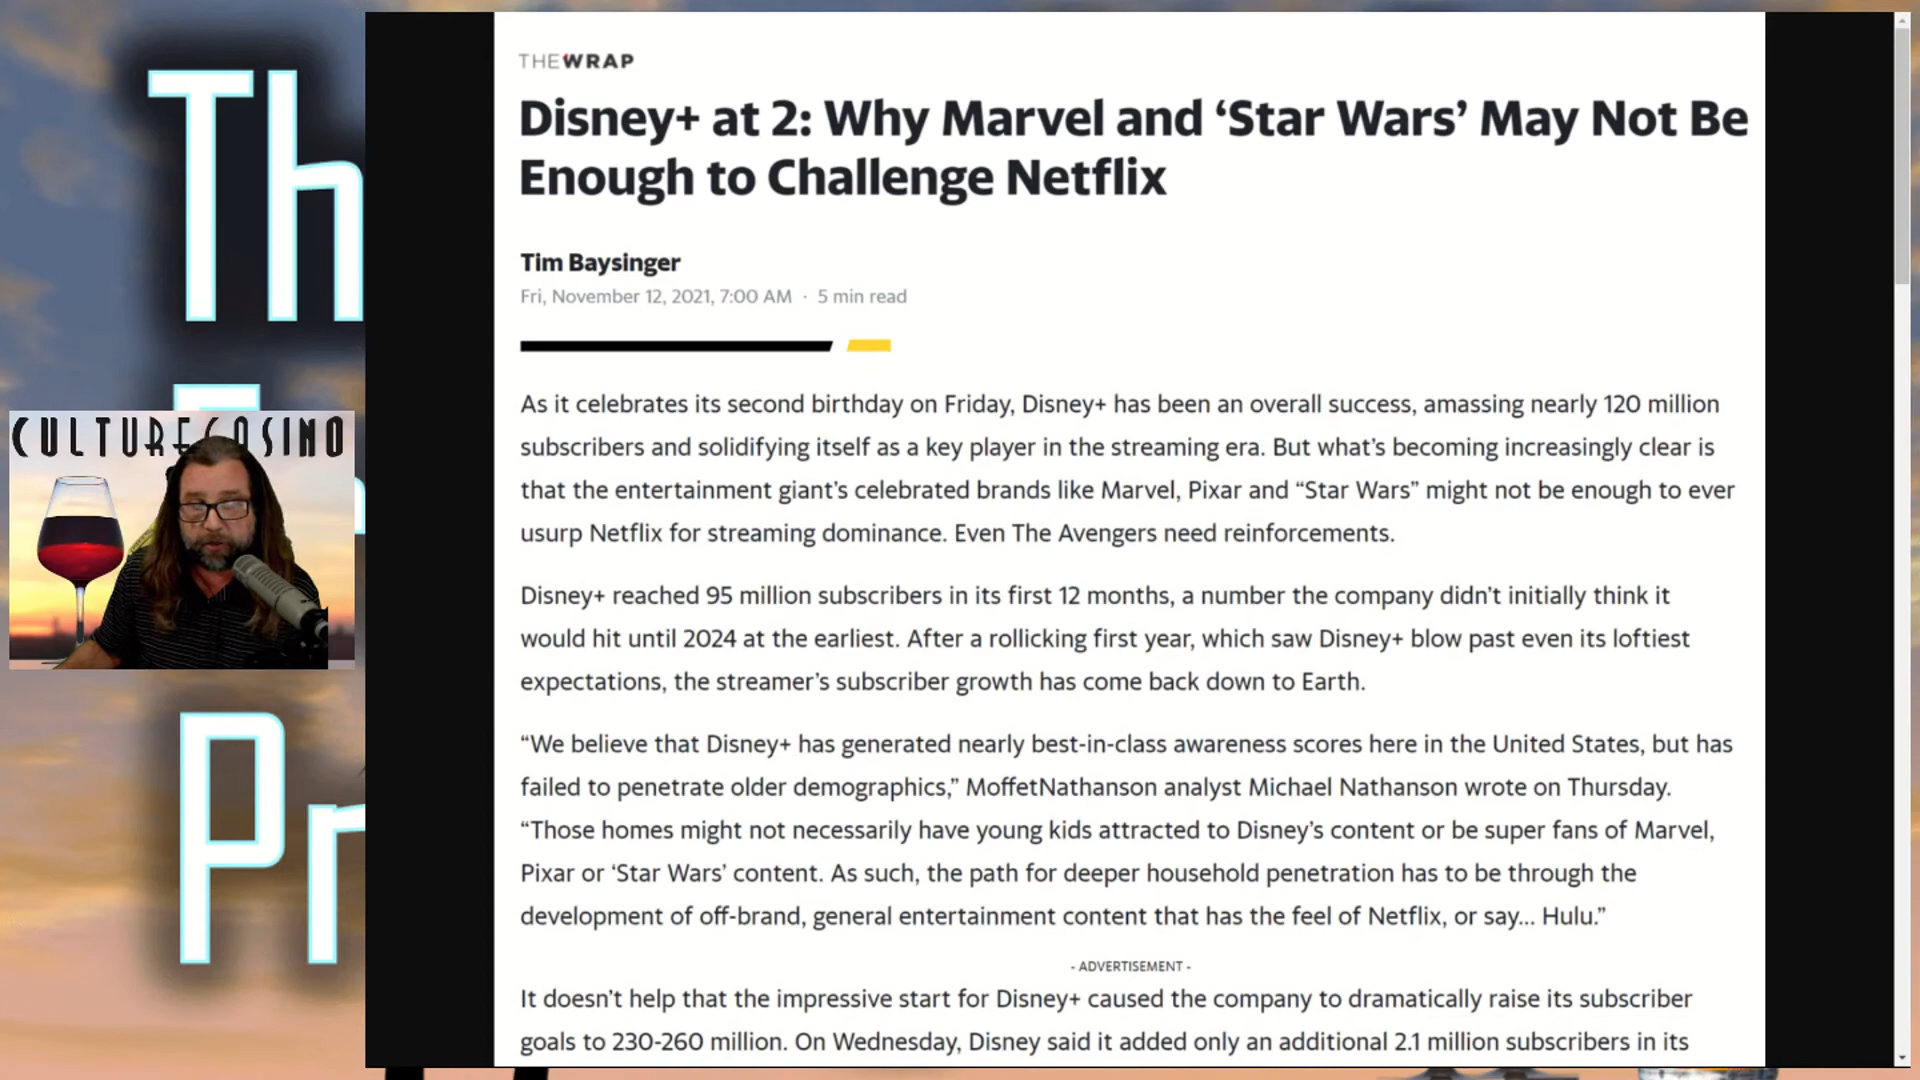 Th
THEWRAP
Disney+ at 2: Why Marvel and ‘Star Wars’ May Not Be
Enough to Challenge Netflix
Tim Baysinger
Fri, November 12, 2021, 7:00 AM · 5 min read
As it celebrates its second birthday on Friday, Disney+ has been an overall success, amassing nearly 120 million
subscribers and solidifying itself as a key player in the streaming era. But what’s becoming increasingly clear is
that the entertainment giant’s celebrated brands like Marvel, Pixar and “Star Wars” might not be enough to ever
usurp Netflix for streaming dominance. Even The Avengers need reinforcements.
CULTURE CASINO
Disney+ reached 95 million subscribers in its first 12 months, a number the company didn’t initially think it
would hit until 2024 at the earliest. After a rollicking first year, which saw Disney+ blow past even its loftiest
expectations, the streamer’s subscriber growth has come back down to Earth.
“We believe that Disney+ has generated nearly best-in-class awareness scores here in the United States, but has
failed to penetrate older demographics,” MoffetNathanson analyst Michael Nathanson wrote on Thursday.
“Those homes might not necessarily have young kids attracted to Disney’s content or be super fans of Marvel,
Pixar or ‘Star Wars’ content. As such, the path for deeper household penetration has to be through the
development of off-brand, general entertainment content that has the feel of Netflix, or say... Hulu.”
Pr
- ADVERTISEMENT -
It doesn’t help that the impressive start for Disney+ caused the company to dramatically raise its subscriber
goals to 230-260 million. On Wednesday, Disney said it added only an additional 2.1 million subscribers in its